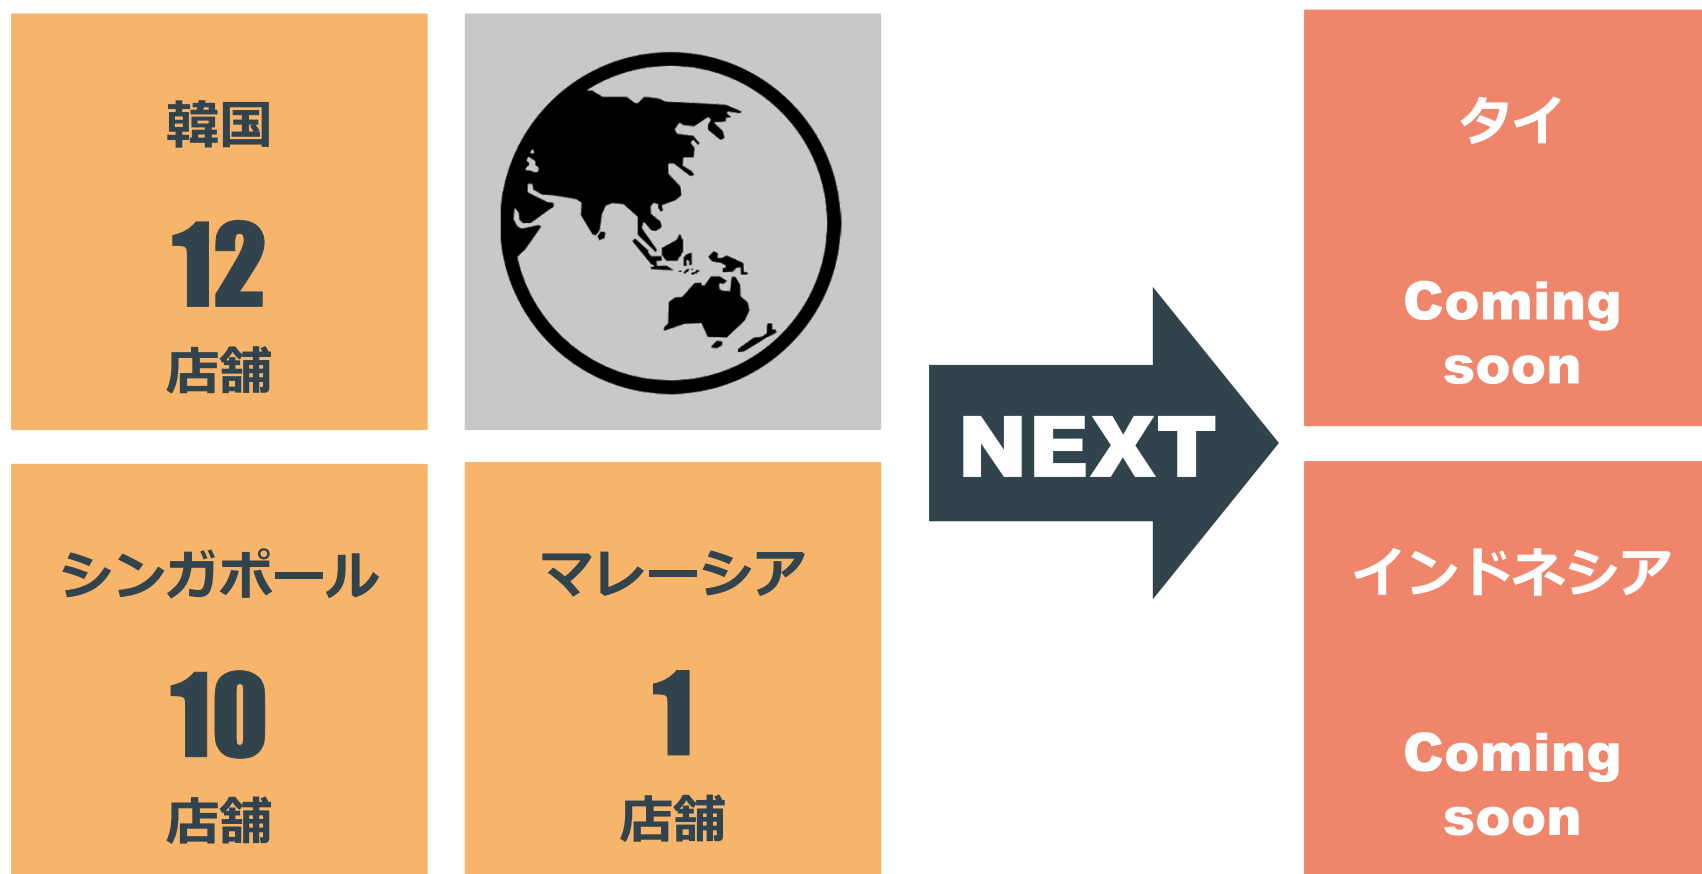 韓国
12
店舗
シンガポール
10
店舗
マレーシア
1
店舗
NEXT
タイ
Coming
soon
インドネシア
Coming
soon